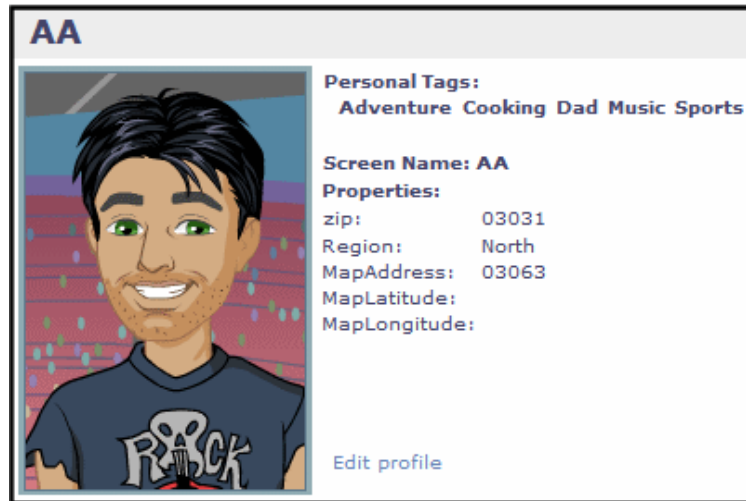 AA
Personal Tags:
Adventure Cooking Dad Music Sports
Screen Name: AA
Properties:
zip: 03031
Region: North
MapAddress: 03063
MapLatitude:
MapLongitude:
RACK
Edit profile